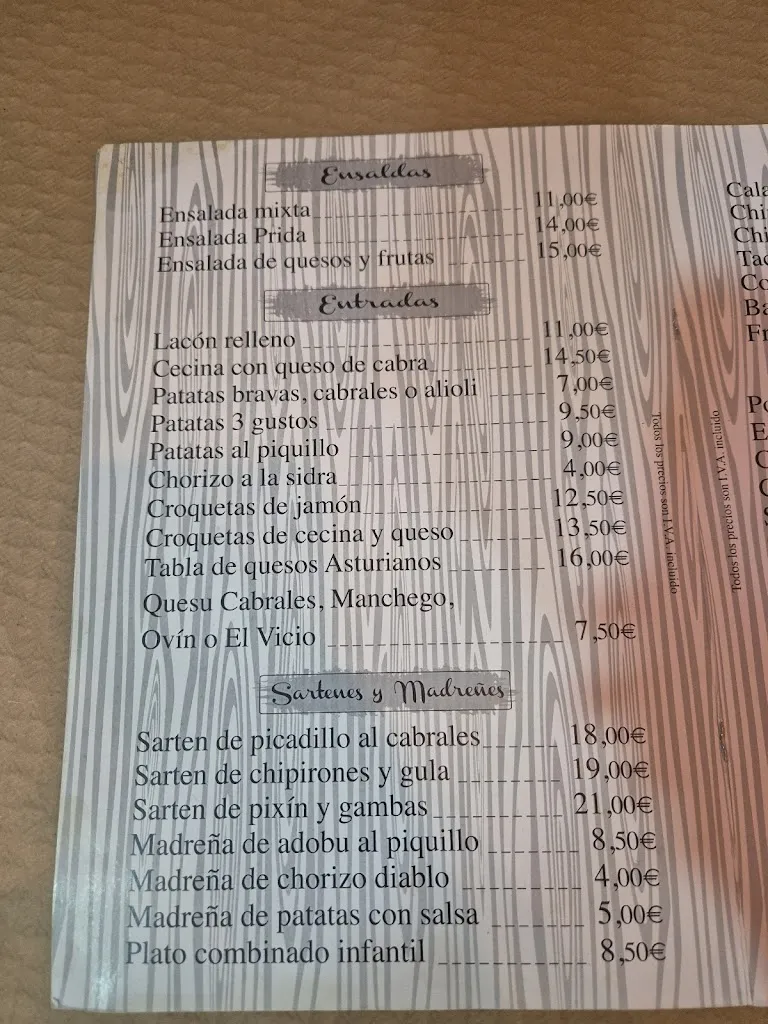 Ensaldas
Ensalada mixta 11,00€
Ensalada Prida 14,00€
Ensalada de quesos y frutas 15,00€
Entradas
Lacón relleno 11,00€
Cecina con queso de cabra 14,50€
Patatas bravas, cabrales o alioli 7,00€
Patatas 3 gustos 9,50€
Patatas al piquillo 9,00€
Chorizo a la sidra 4,00€
Croquetas de jamón 12,50€
Croquetas de cecina y queso 13,50€
Tabla de quesos Asturianos 16,00€
Quesu Cabrales, Manchego,
Ovín o El Vicio 7,50€
Sartenes y Madreñes
Sarten de picadillo al cabrales 18,00€
Sarten de chipirones y gula 19,00€
Sarten de pixín y gambas 21,00€
Madreña de adobu al piquillo 8,50€
Madreña de chorizo diablo 4,00€
Madreña de patatas con salsa 5,00€
Plato combinado infantil 8,50€
Todos los precios son I.V.A. incluido
Todos los precios son I.V.A. incluido